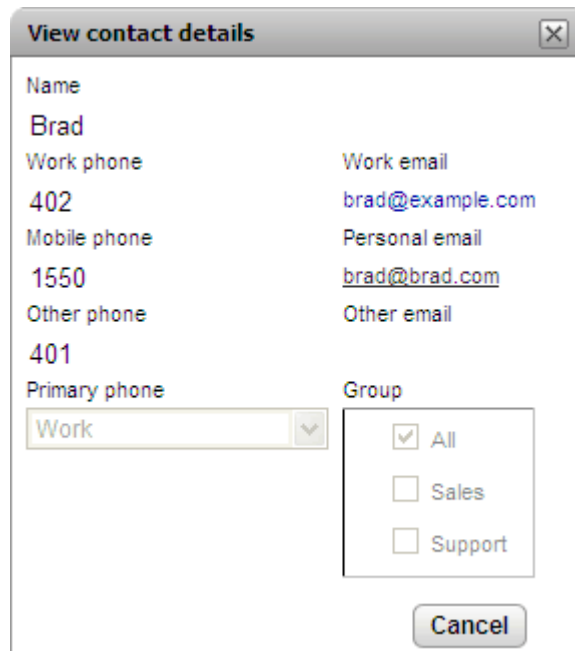 View contact details
Name
Brad
Work phone
Work email
402
brad@example.com
Mobile phone
Personal email
1550
brad@brad.com
Other phone
Other email
401
Primary phone
Group
Work
All
Sales
Support
Cancel